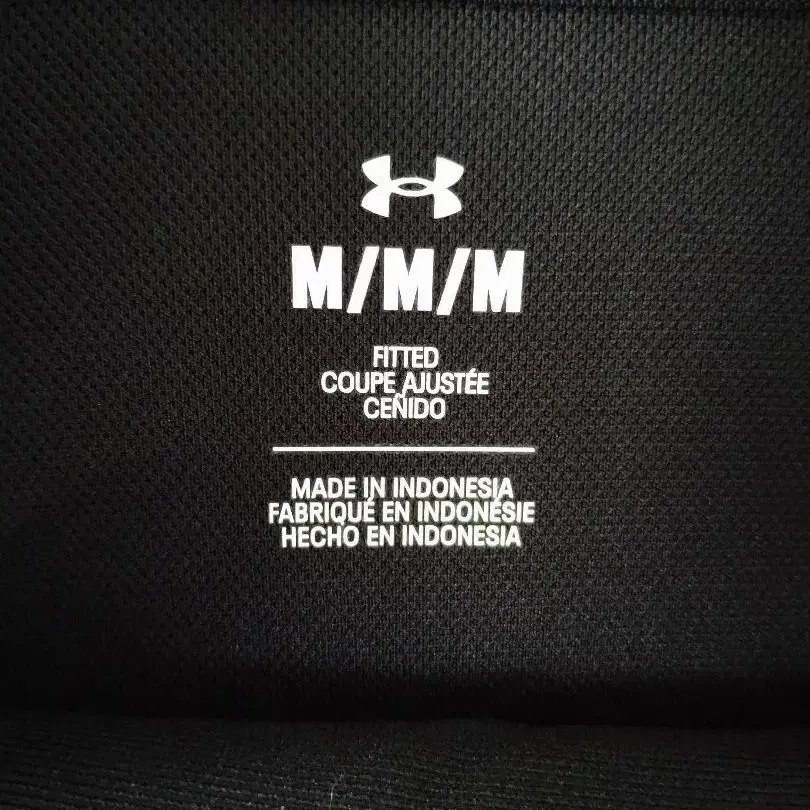 M/M/M
FITTED
COUPE AJUSTÉE
CEÑIDO
MADE IN INDONESIA
FABRIQUÉ EN INDONÉSIE
HECHO EN INDONESIA